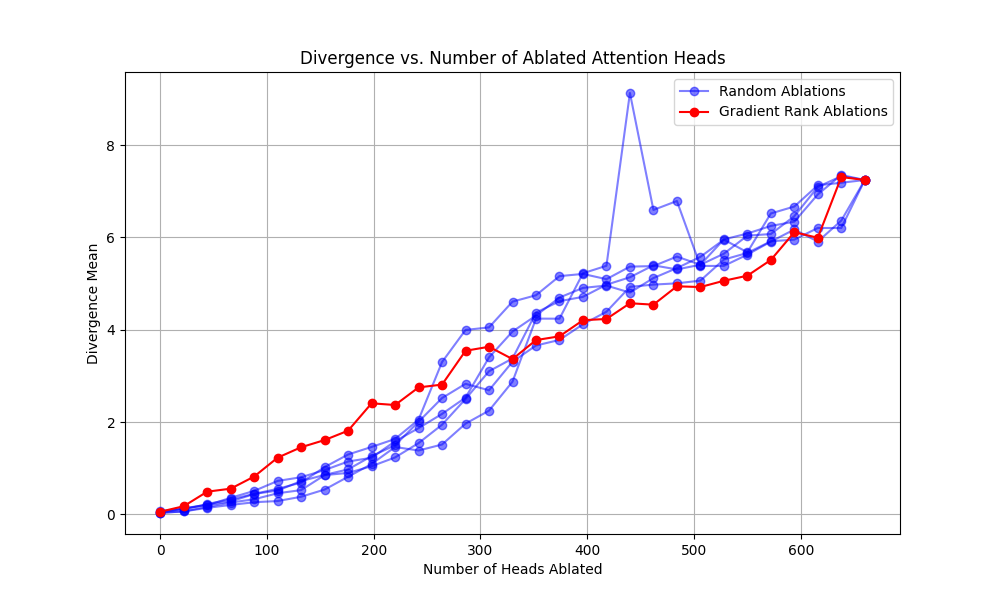 Divergence vs. Number of Ablated Attention Heads
Random Ablations
Gradient Rank Ablations
8
6
4
2
0
Divergence Mean
0 100 200 300 400 500 600
Number of Heads Ablated